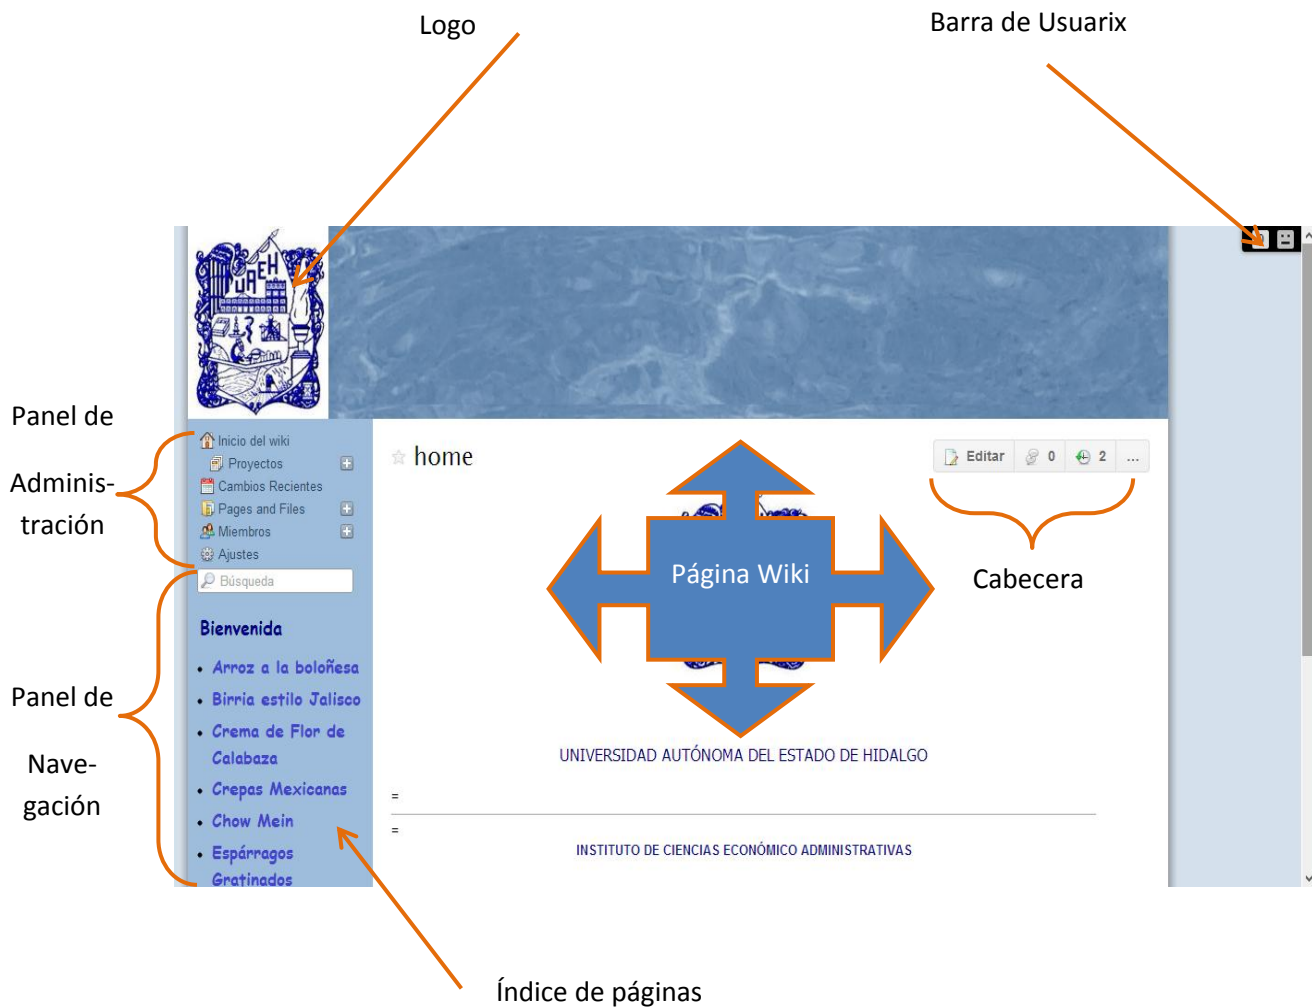 Logo
Barra de Usuarix
UAEH
Panel de
Adminis-
tración
Inicio del wiki
Proyectos
Cambios Recientes
Pages and Files
Miembros
Ajustes
Búsqueda
home
Editar
0
2
...
Página Wiki
Cabecera
Panel de
Nave-
gación
Bienvenida
• Arroz a la boloñesa
• Birria estilo Jalisco
• Crema de Flor de
Calabaza
• Crepas Mexicanas
• Chow Mein
• Espárragos
Gratinados
UNIVERSIDAD AUTÓNOMA DEL ESTADO DE HIDALGO
=
=
INSTITUTO DE CIENCIAS ECONÓMICO ADMINISTRATIVAS
Índice de páginas